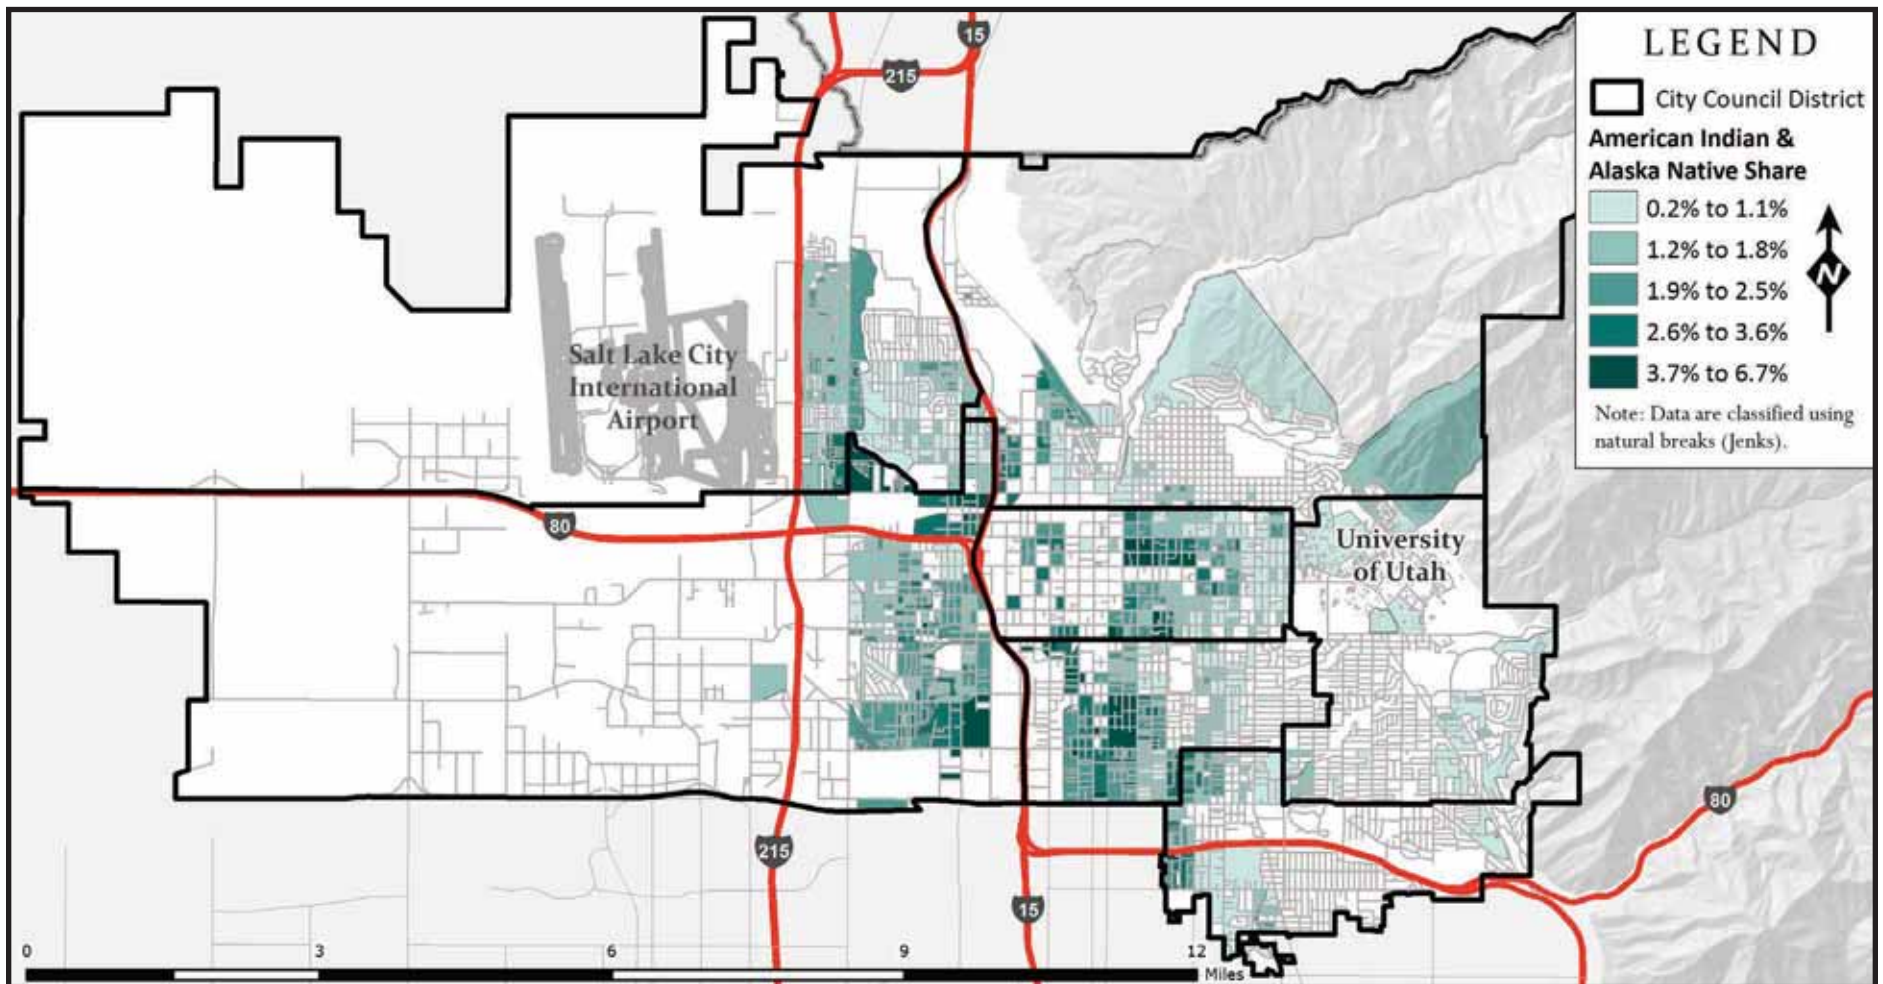 15
215
LEGEND
City Council District
American Indian &
Alaska Native Share
0.2% to 1.1%
1.2% to 1.8%
1.9% to 2.5%
2.6% to 3.6%
3.7% to 6.7%
N
Note: Data are classified using
natural breaks (Jenks).
Salt Lake City
International
Airport
80
University
of Utah
80
215
15
0 3 6 9 12
Miles